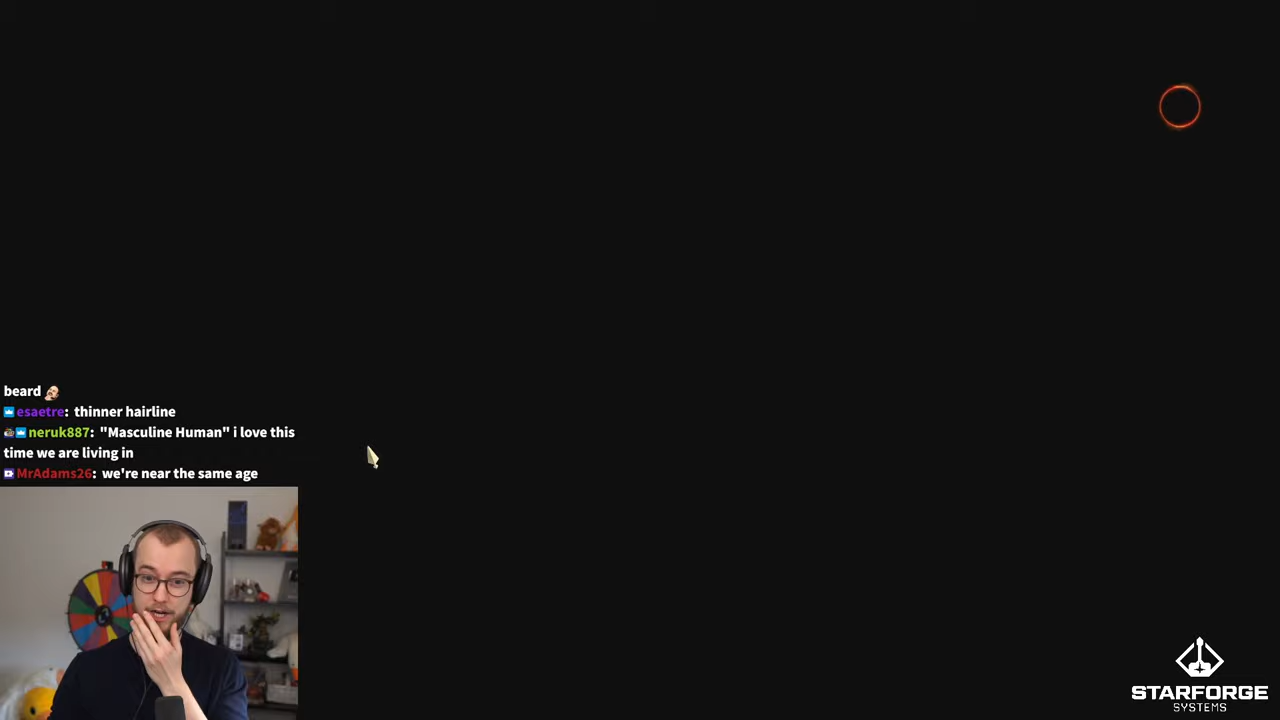 beard
esaetre: thinner hairline
neruk887: "Masculine Human" i love this
time we are living in
MrAdams26: we're near the same age
STARFORGE
SYSTEMS